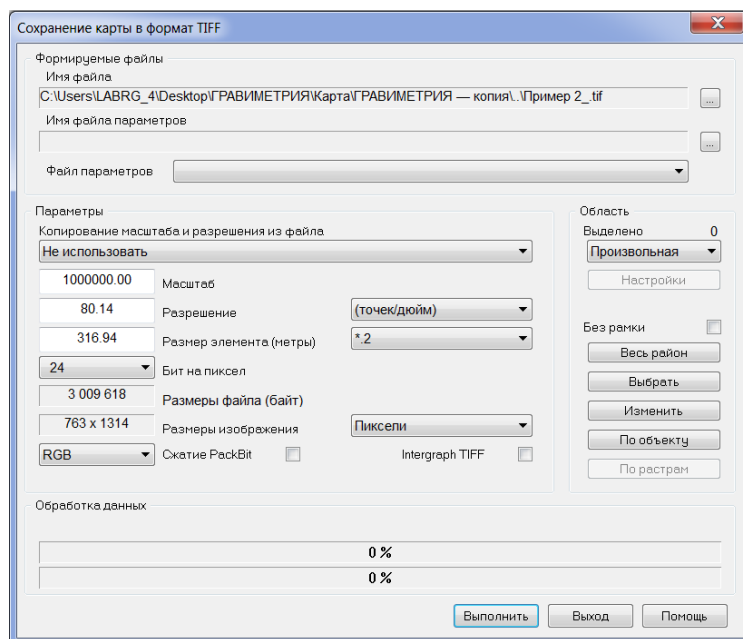 Сохранение карты в формат TIFF
Формируемые файлы
Имя файла
C:\Users\LABRG_4\Desktop\ГРАВИМЕТРИЯ\Карта\ГРАВИМЕТРИЯ — копия\..\Пример 2_.tif
...
Имя файла параметров
...
Файл параметров
Параметры
Копирование масштаба и разрешения из файла
Не использовать
1000000.00 Масштаб
80.14 Разрешение (точек/дюйм)
316.94 Размер элемента (метры) *.2
24 Бит на пиксел
3 009 618 Размеры файла (байт)
763 x 1314 Размеры изображения Пиксели
RGB Сжатие PackBit Intergraph TIFF
Область
Выделено 0
Произвольная
Настройки
Без рамки
Весь район
Выбрать
Изменить
По объекту
По растрам
Обработка данных
0 %
0 %
Выполнить Выход Помощь